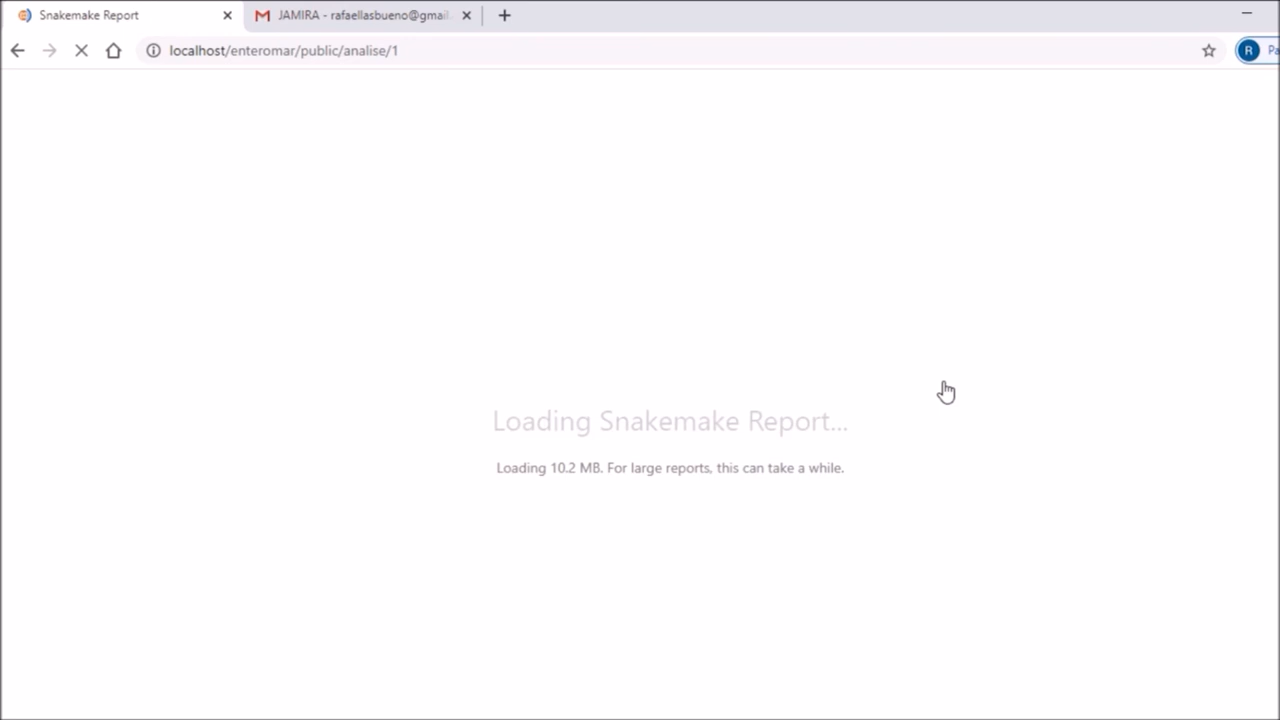 Snakemake Report
JAMIRA - rafaellasbueno@gmail.
localhost/enteromar/public/analise/1
R
Pa
Loading Snakemake Report...
Loading 10.2 MB. For large reports, this can take a while.